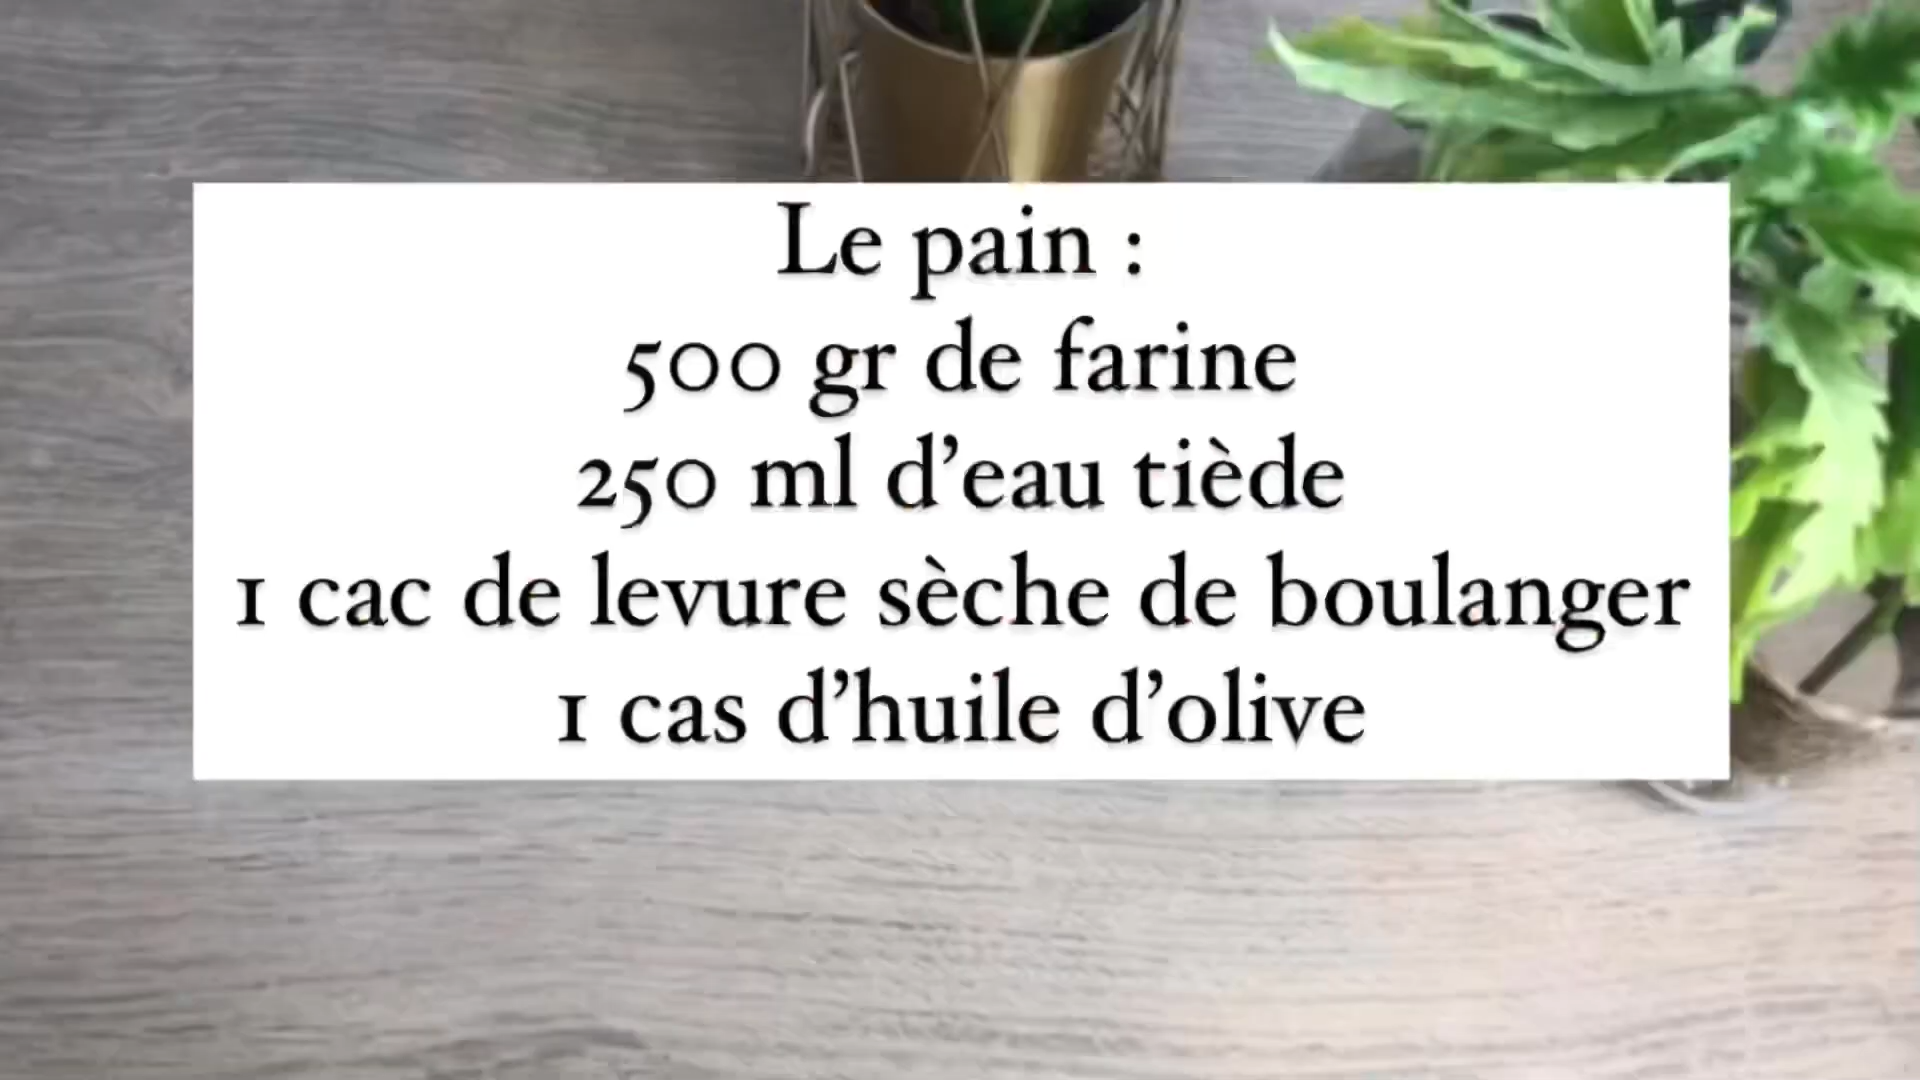 Le pain :
500 gr de farine
250 ml d’eau tiède
1 cac de levure sèche de boulanger
1 cas d’huile d’olive